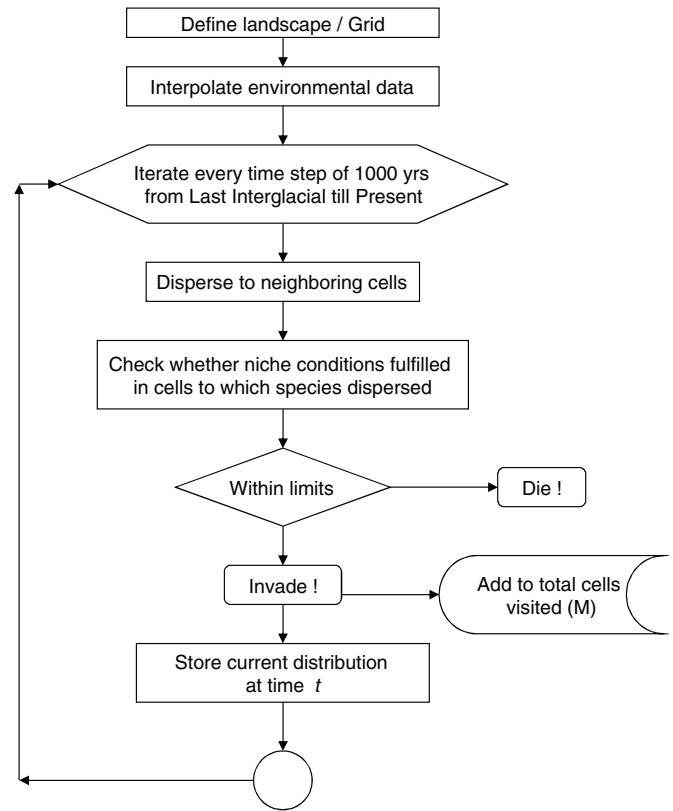 Define landscape / Grid
Interpolate environmental data
Iterate every time step of 1000 yrs
from Last Interglacial till Present
Disperse to neighboring cells
Check whether niche conditions fulfilled
in cells to which species dispersed
Within limits
Die !
Invade !
Add to total cells
visited (M)
Store current distribution
at time t